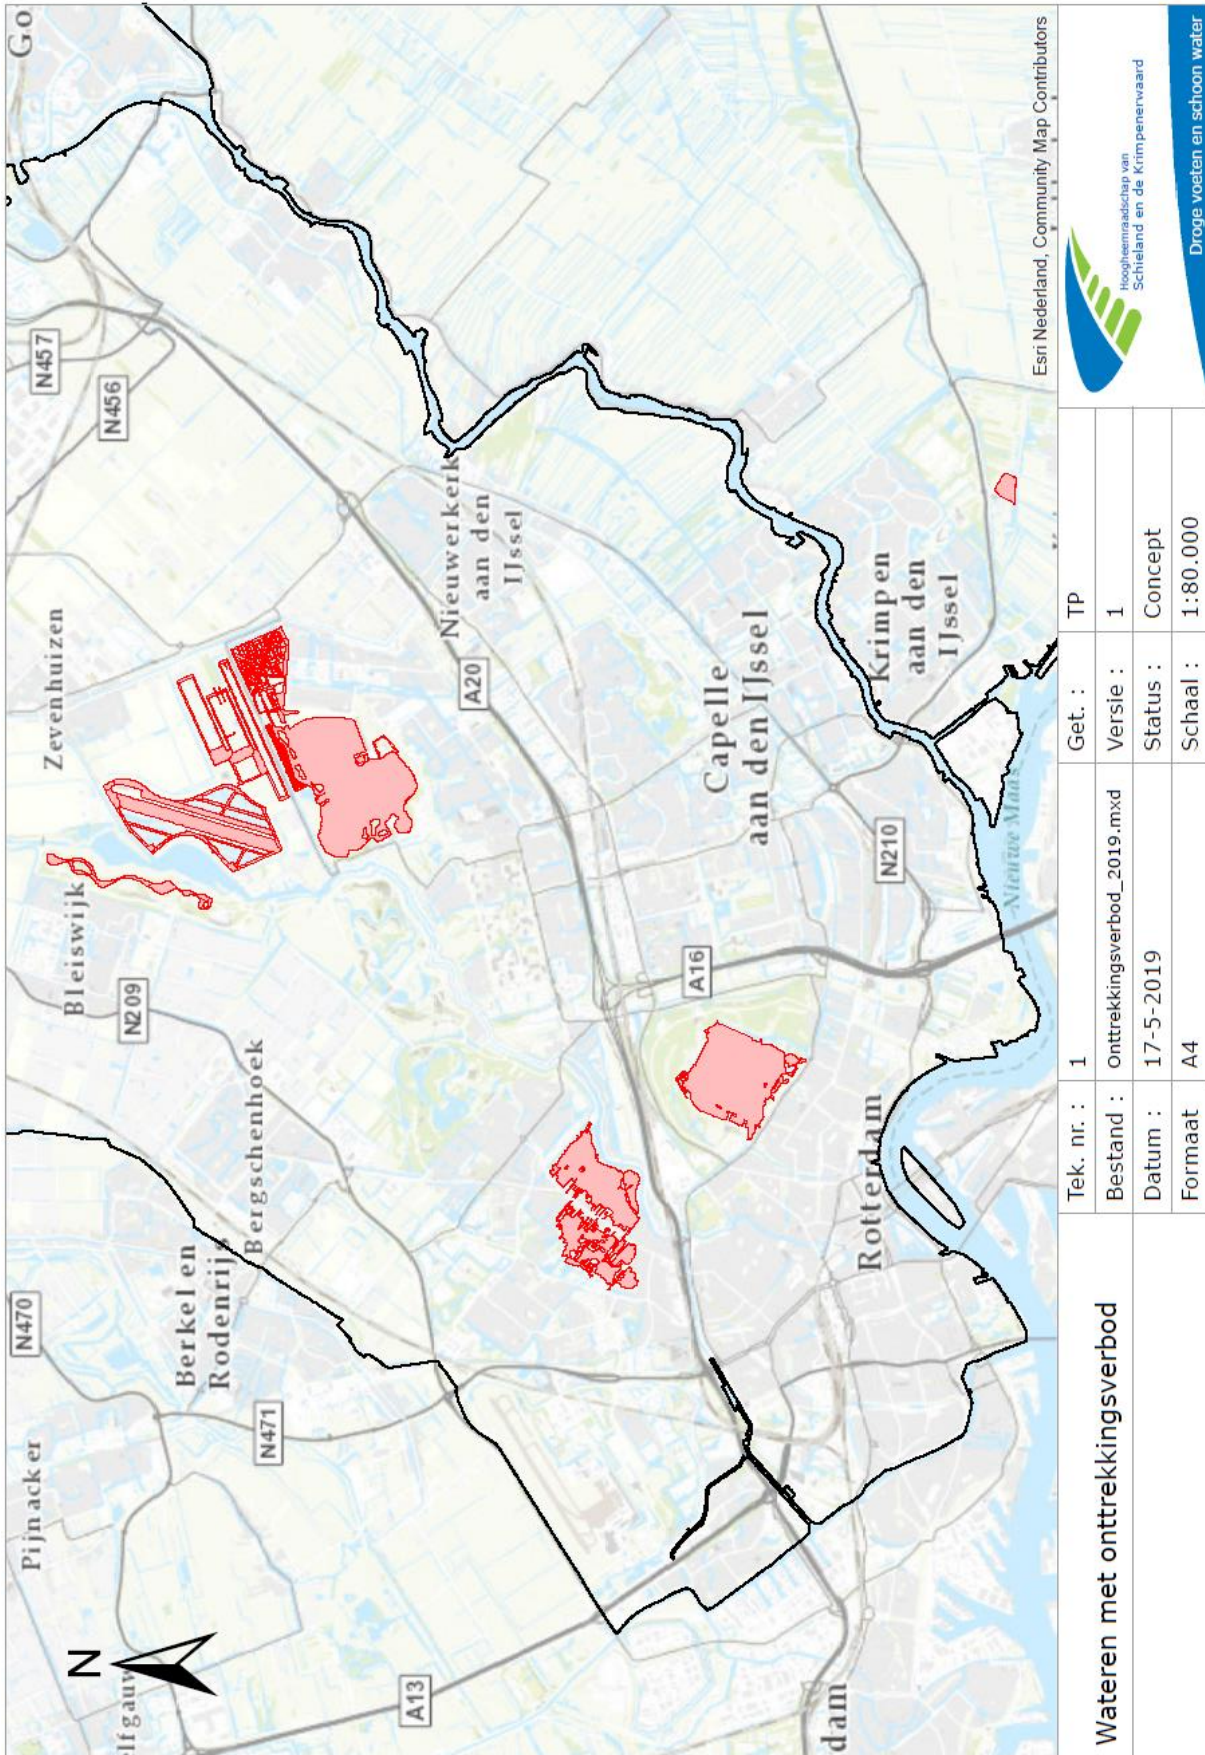 Go
N470
Pijnacker
N457
Zevenhuizen
Bleiswijk
N
N456
elfgauw
N209
Berkel en
Rodenrijs
Bergschenhoek
N471
A13
Nieuwerkerk
aan den
IJssel
A20
A16
Capelle
aan den IJssel
dam
Rotterdam
N210
Krimpen
aan den
IJssel
Nieuwe Maas
Esri Nederland, Community Map Contributors
Wateren met onttrekkingsverbod
Tek. nr. : 1
Get. : TP
Bestand : Onttrekkingsverbod_2019.mxd
Versie : 1
Datum : 17-5-2019
Status : Concept
Formaat A4
Schaal : 1:80.000
Hoogheemraadschap van
Schieland en de Krimpenerwaard
Droge voeten en schoon water